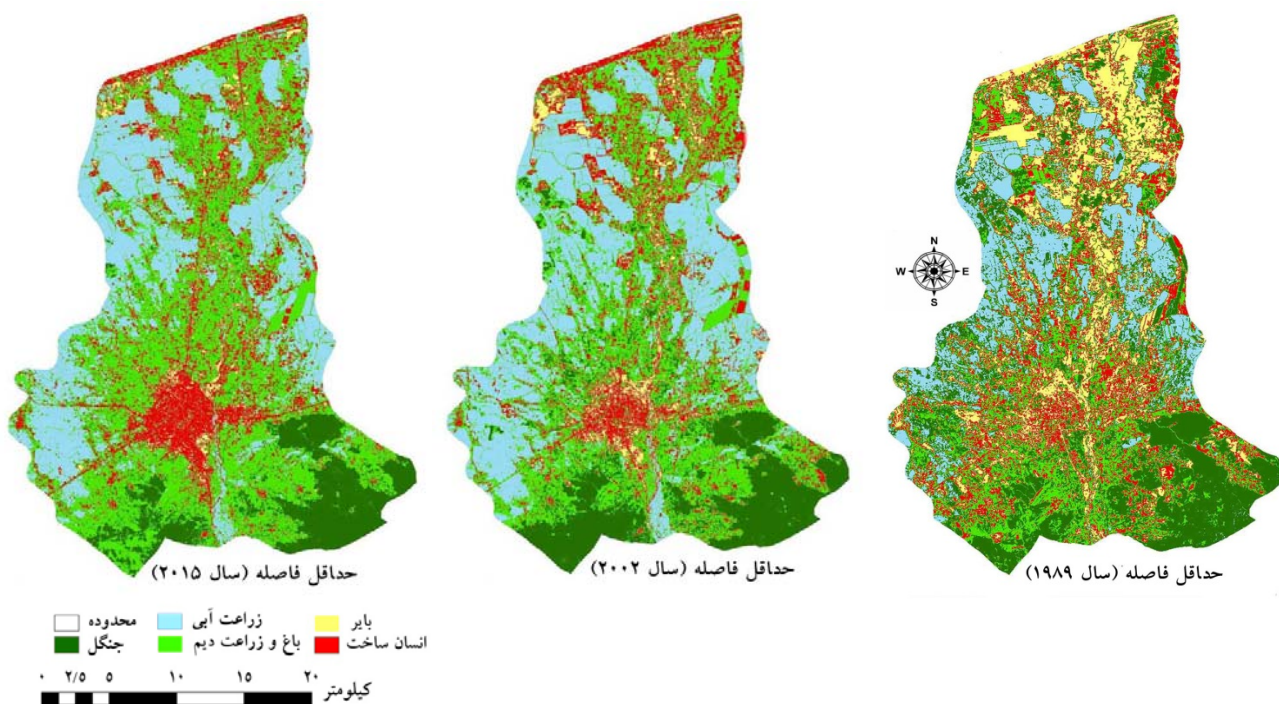 N
W E
S
حداقل فاصله (سال ۱۹۸۹)
حداقل فاصله (سال ۲۰۰۲)
حداقل فاصله (سال ۲۰۱۵)
بایر
زراعت آبی
محدوده
انسان ساخت
باغ و زراعت دیم
جنگل
۰ ۲/۵ ۵ ۱۰ ۱۵ ۲۰
کیلومتر